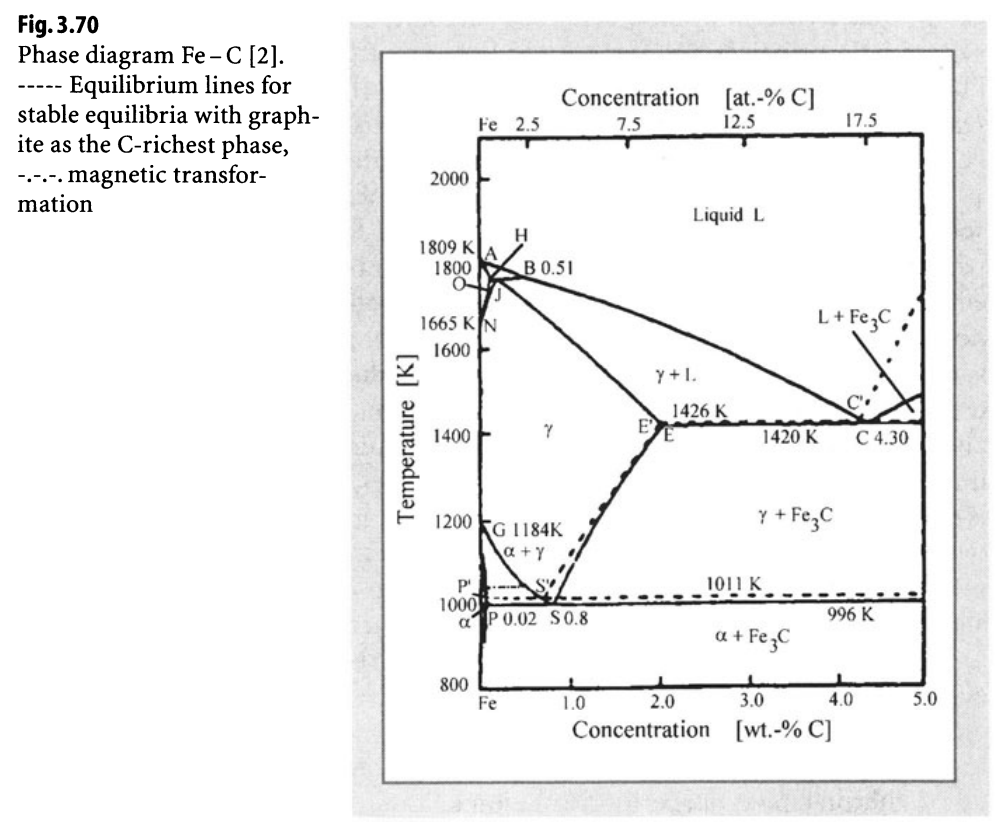 Fig. 3.70
Phase diagram Fe – C [2].
----- Equilibrium lines for
stable equilibria with graph-
ite as the C-richest phase,
-.-.-. magnetic transfor-
mation
Concentration [at.-% C]
Fe 2.5 7.5 12.5 17.5
2000
Liquid L
H
1809 K A
1800 B 0.51
O J
L + Fe3C
1665 K N
1600
γ + L
C'
1426 K
E' E
γ
1400 1420 K C 4.30
1200
G 1184K
γ + Fe3C
α + γ
P' S' 1011 K
1000
α P 0.02 S 0.8 996 K
α + Fe3C
800
Fe 1.0 2.0 3.0 4.0 5.0
Concentration [wt.-% C]
Temperature [K]